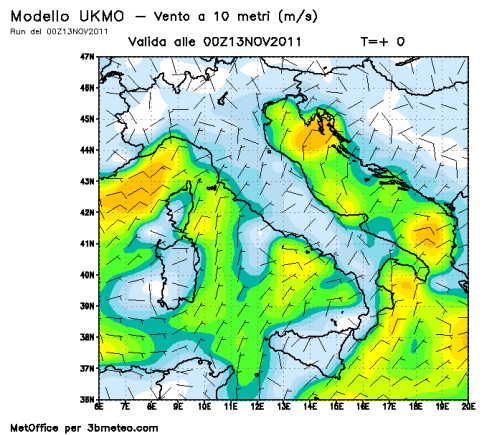 Modello UKMO – Vento a 10 metri (m/s)
Run del 00Z13NOV2011
Valida alle 00Z13NOV2011 T=+ 0
47N
46N
45N
44N
43N
42N
41N
40N
39N
38N
37N
36N
35N
6E 7E 8E 9E 10E 11E 12E 13E 14E 15E 16E 17E 18E 19E 20E
MetOffice per 3bmeteo.com